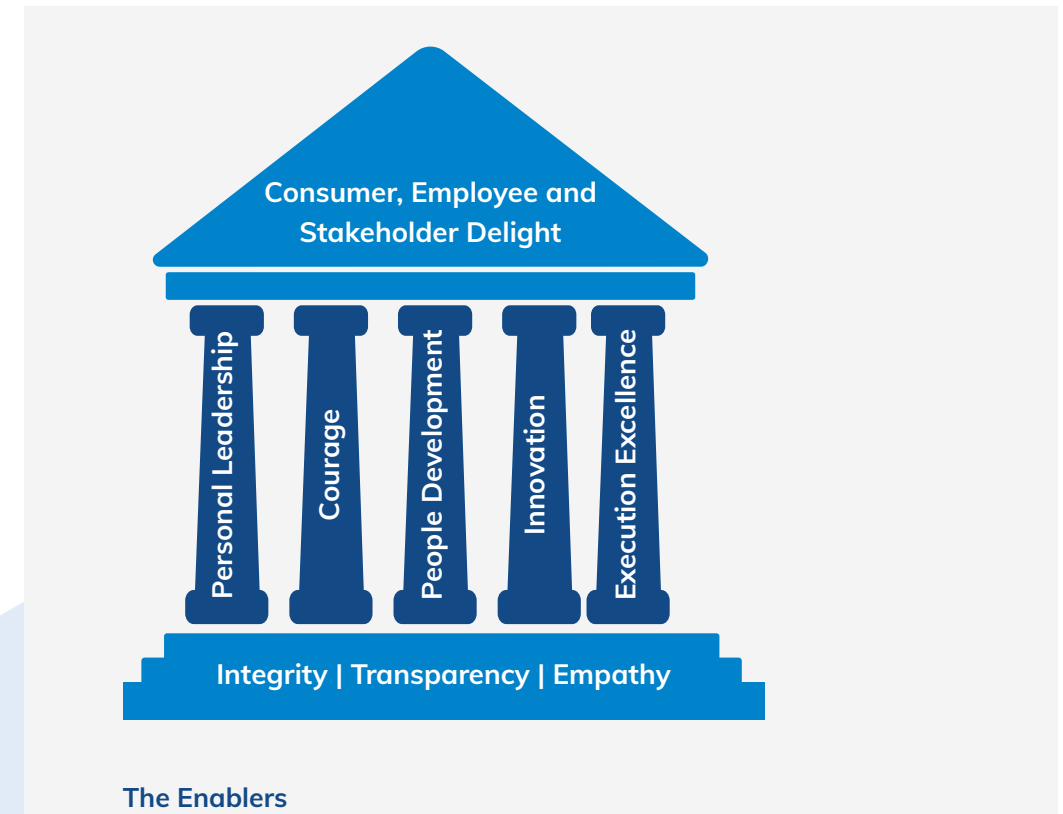 Consumer, Employee and
Stakeholder Delight
Personal Leadership
Courage
People Development
Innovation
Execution Excellence
Integrity | Transparency | Empathy
The Enablers